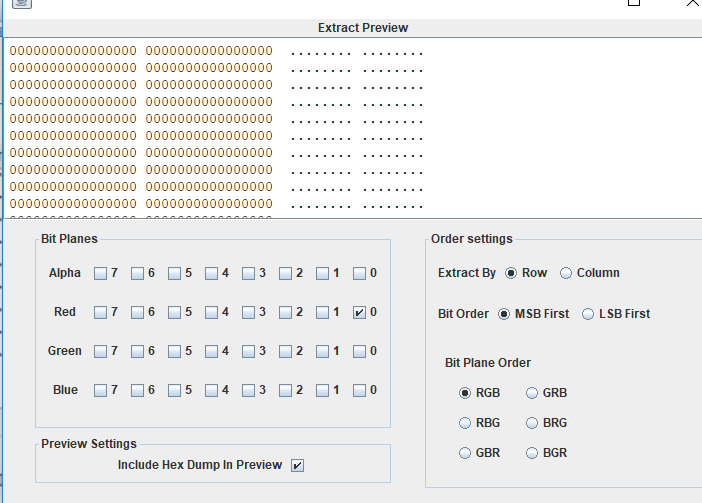 Extract Preview
0000000000000000 0000000000000000 ........ ........
0000000000000000 0000000000000000 ........ ........
0000000000000000 0000000000000000 ........ ........
0000000000000000 0000000000000000 ........ ........
0000000000000000 0000000000000000 ........ ........
0000000000000000 0000000000000000 ........ ........
0000000000000000 0000000000000000 ........ ........
0000000000000000 0000000000000000 ........ ........
0000000000000000 0000000000000000 ........ ........
0000000000000000 0000000000000000 ........ ........
Bit Planes
Alpha 7 6 5 4 3 2 1 0
Red 7 6 5 4 3 2 1 0
Green 7 6 5 4 3 2 1 0
Blue 7 6 5 4 3 2 1 0
Preview Settings
Include Hex Dump In Preview
Order settings
Extract By Row Column
Bit Order MSB First LSB First
Bit Plane Order
RGB GRB
RBG BRG
GBR BGR